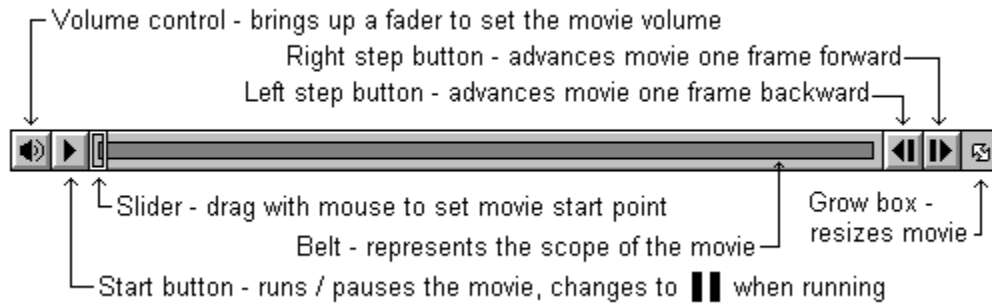 Volume control - brings up a fader to set the movie volume
Right step button - advances movie one frame forward
Left step button - advances movie one frame backward
Slider - drag with mouse to set movie start point
Grow box -
resizes movie
Belt - represents the scope of the movie
Start button - runs / pauses the movie, changes to ▌▌ when running